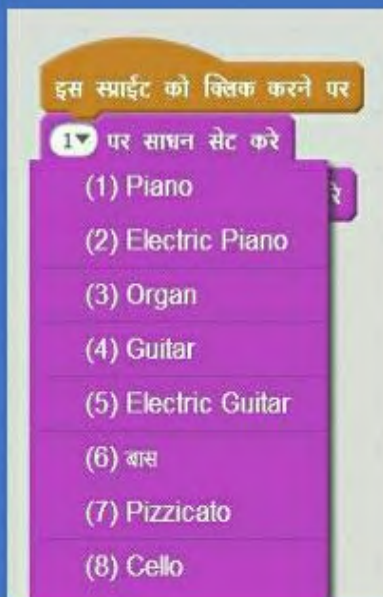 इस स्प्राईट को क्लिक करने पर
1 पर साधन सेट करे
(1) Piano
रे
(2) Electric Piano
(3) Organ
(4) Guitar
(5) Electric Guitar
(6) बास
(7) Pizzicato
(8) Cello